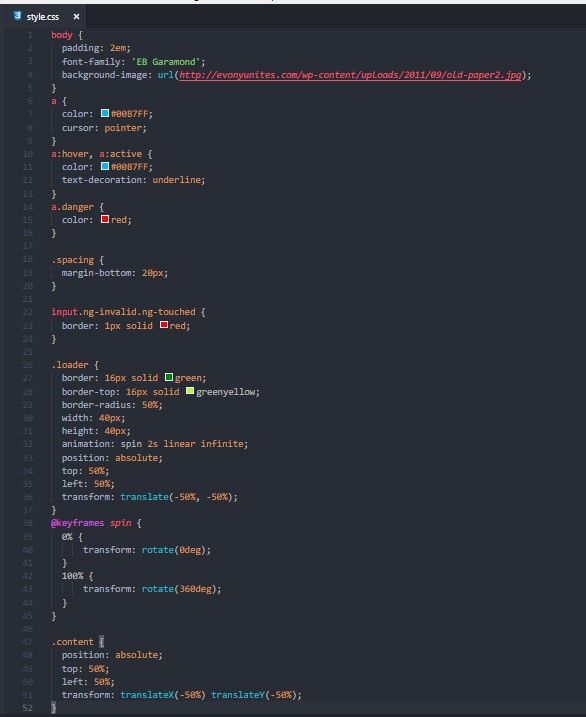 style.css ×
1 body {
2   padding: 2em;
3   font-family: 'EB Garamond';
4   background-image: url(http://evonyunites.com/wp-content/uploads/2011/09/old-paper2.jpg);
5 }
6 a {
7   color: #00B7FF;
8   cursor: pointer;
9 }
10 a:hover, a:active {
11   color: #00B7FF;
12   text-decoration: underline;
13 }
14 a.danger {
15   color: red;
16 }
17
18 .spacing {
19   margin-bottom: 20px;
20 }
21
22 input.ng-invalid.ng-touched {
23   border: 1px solid red;
24 }
25
26 .loader {
27   border: 16px solid green;
28   border-top: 16px solid greenyellow;
29   border-radius: 50%;
30   width: 40px;
31   height: 40px;
32   animation: spin 2s linear infinite;
33   position: absolute;
34   top: 50%;
35   left: 50%;
36   transform: translate(-50%, -50%);
37 }
38 @keyframes spin {
39   0% {
40       transform: rotate(0deg);
41   }
42   100% {
43       transform: rotate(360deg);
44   }
45 }
46
47 .content {
48   position: absolute;
49   top: 50%;
50   left: 50%;
51   transform: translateX(-50%) translateY(-50%);
52 }